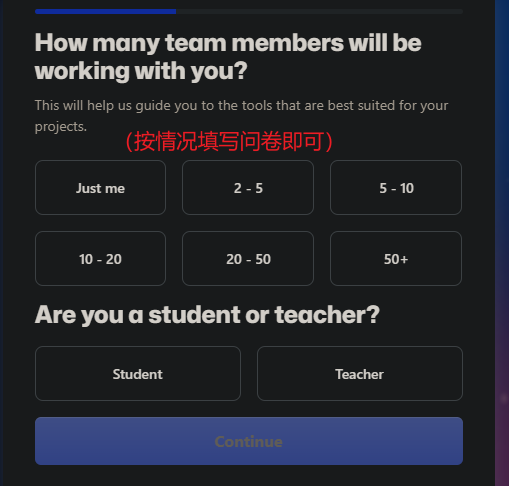 How many team members will be
working with you?
This will help us guide you to the tools that are best suited for your
projects.
（按情况填写问卷即可）
Just me
2 - 5
5 - 10
10 - 20
20 - 50
50+
Are you a student or teacher?
Student
Teacher
Continue